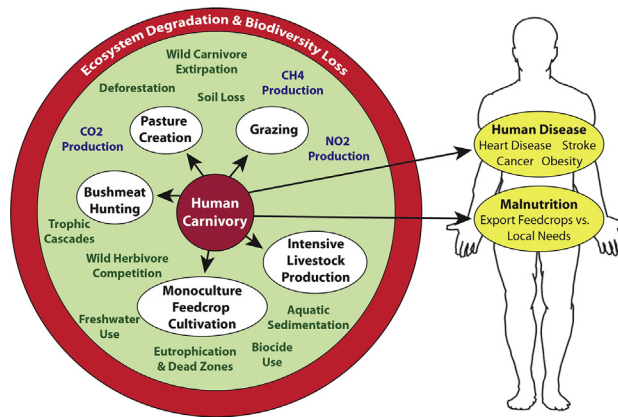 Ecosystem Degradation & Biodiversity Loss
Wild Carnivore
Extirpation
Deforestation
CH4
Production
Soil Loss
Pasture
Creation
Grazing
CO2
Production
NO2
Production
Bushmeat
Hunting
Human
Carnivory
Trophic
Cascades
Wild Herbivore
Competition
Intensive
Livestock
Production
Monoculture
Feedcrop
Cultivation
Freshwater
Use
Aquatic
Sedimentation
Eutrophication
& Dead Zones
Biocide
Use
Human Disease
Heart Disease Stroke
Cancer Obesity
Malnutrition
Export Feedcrops vs.
Local Needs